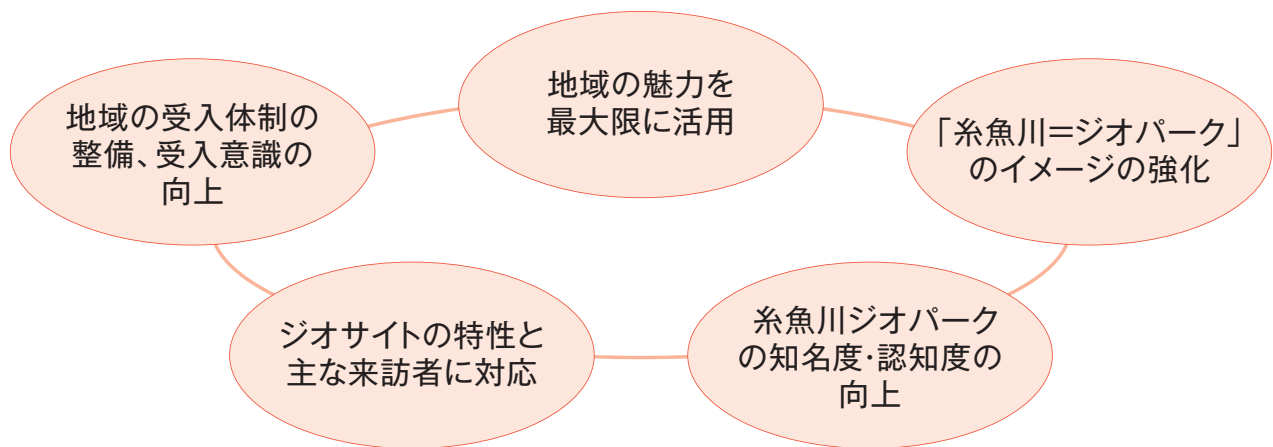 地域の魅力を
最大限に活用
地域の受入体制の
整備、受入意識の
向上
「糸魚川＝ジオパーク」
のイメージの強化
ジオサイトの特性と
主な来訪者に対応
糸魚川ジオパーク
の知名度・認知度の
向上